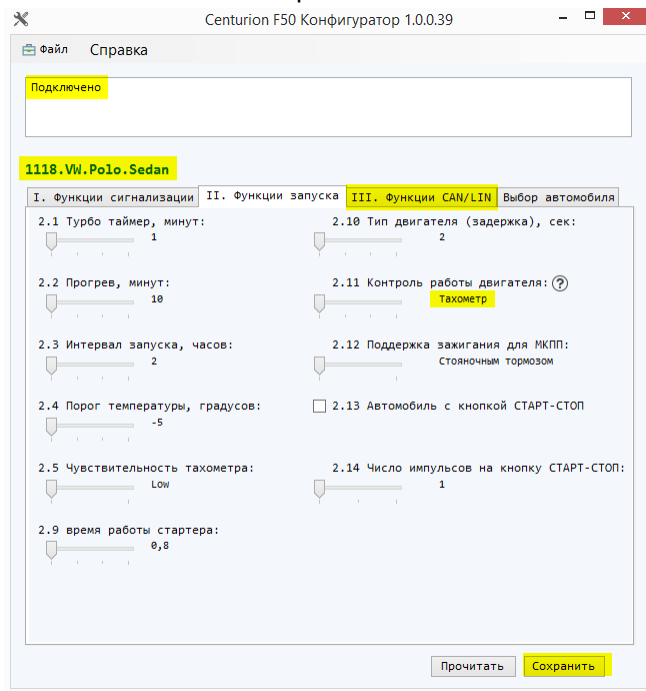 Centurion F50 Конфигуратор 1.0.0.39
Файл Справка
Подключено
1118.VW.Polo.Sedan
I. Функции сигнализации II. Функции запуска III. Функции CAN/LIN Выбор автомобиля
2.1 Турбо таймер, минут:
1
2.2 Прогрев, минут:
10
2.3 Интервал запуска, часов:
2
2.4 Порог температуры, градусов:
-5
2.5 Чувствительность тахометра:
Low
2.9 время работы стартера:
0,8
2.10 Тип двигателя (задержка), сек:
2
2.11 Контроль работы двигателя: ?
Тахометр
2.12 Поддержка зажигания для МКПП:
Стояночным тормозом
2.13 Автомобиль с кнопкой СТАРТ-СТОП
2.14 Число импульсов на кнопку СТАРТ-СТОП:
1
Прочитать Сохранить